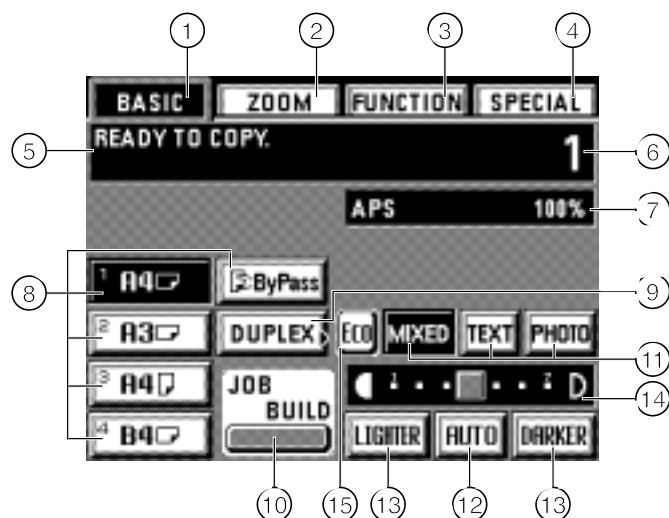 1 2 3 4
BASIC ZOOM FUNCTION SPECIAL
5 READY TO COPY. 1 6
APS 100% 7
8 1 A4 ByPass 9
2 A3 DUPLEX Eco MIXED TEXT PHOTO
11
3 A4 JOB BUILD 1 2 14
4 B4 LIGHTER AUTO DARKER
10 15 13 12 13